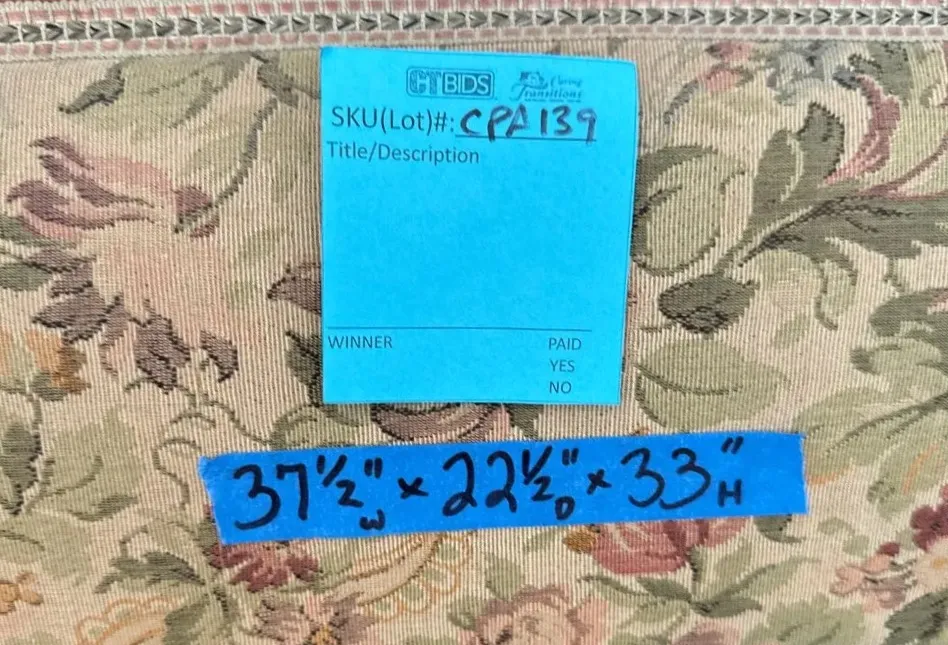 CTBIDS Caring Transitions
SKU(Lot)#: CPA139
Title/Description
WINNER PAID
YES
NO
37½"W x 22½"D x 33"H